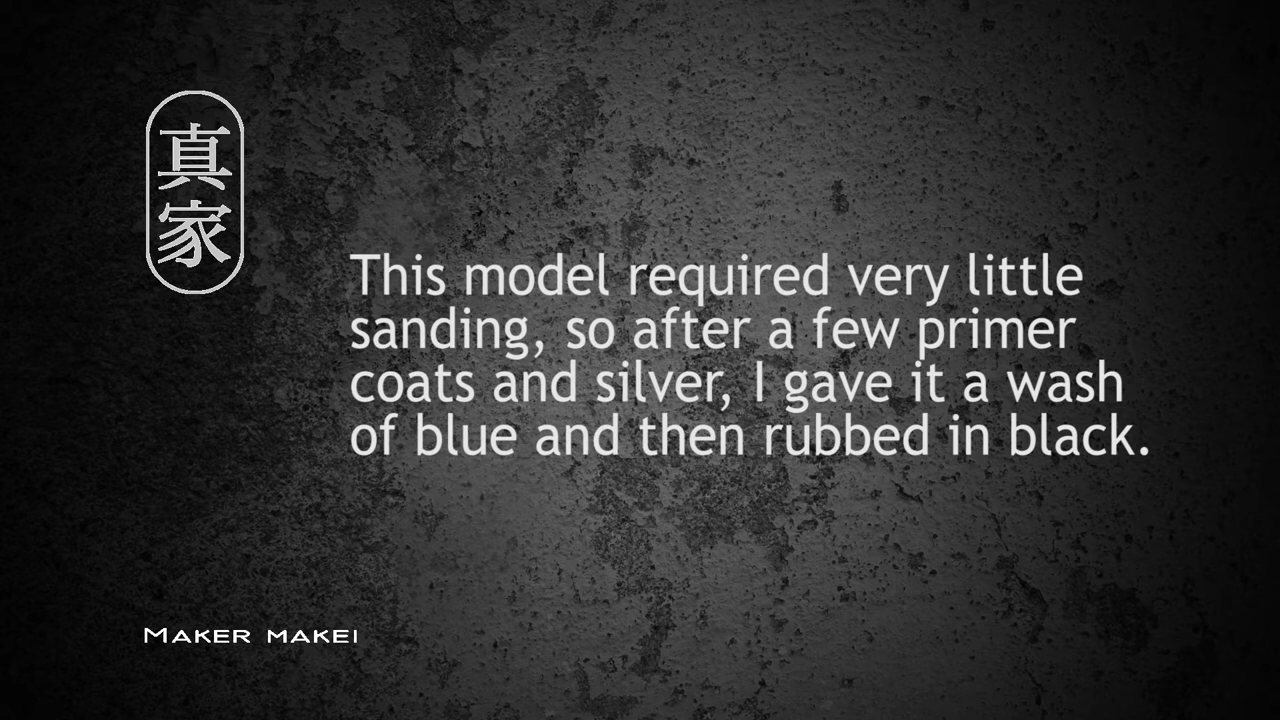 真家
This model required very little
sanding, so after a few primer
coats and silver, I gave it a wash
of blue and then rubbed in black.
MAKER MAKEI